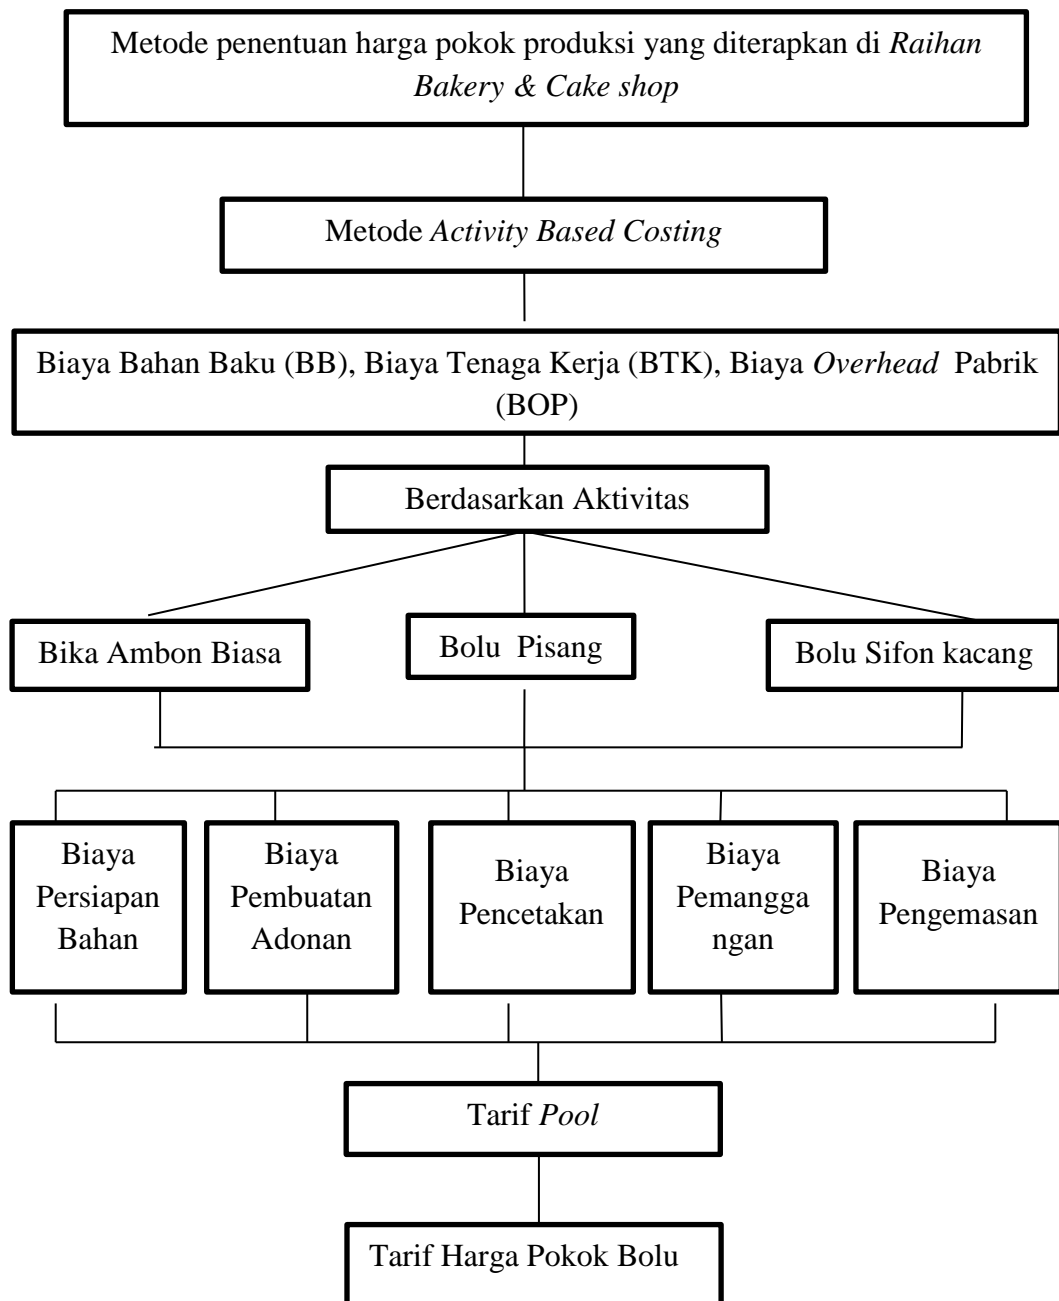 Metode penentuan harga pokok produksi yang diterapkan di Raihan
Bakery & Cake shop
Metode Activity Based Costing
Biaya Bahan Baku (BB), Biaya Tenaga Kerja (BTK), Biaya Overhead Pabrik
(BOP)
Berdasarkan Aktivitas
Bika Ambon Biasa
Bolu Pisang
Bolu Sifon kacang
Biaya
Persiapan
Bahan
Biaya
Pembuatan
Adonan
Biaya
Pencetakan
Biaya
Pemangga
ngan
Biaya
Pengemasan
Tarif Pool
Tarif Harga Pokok Bolu